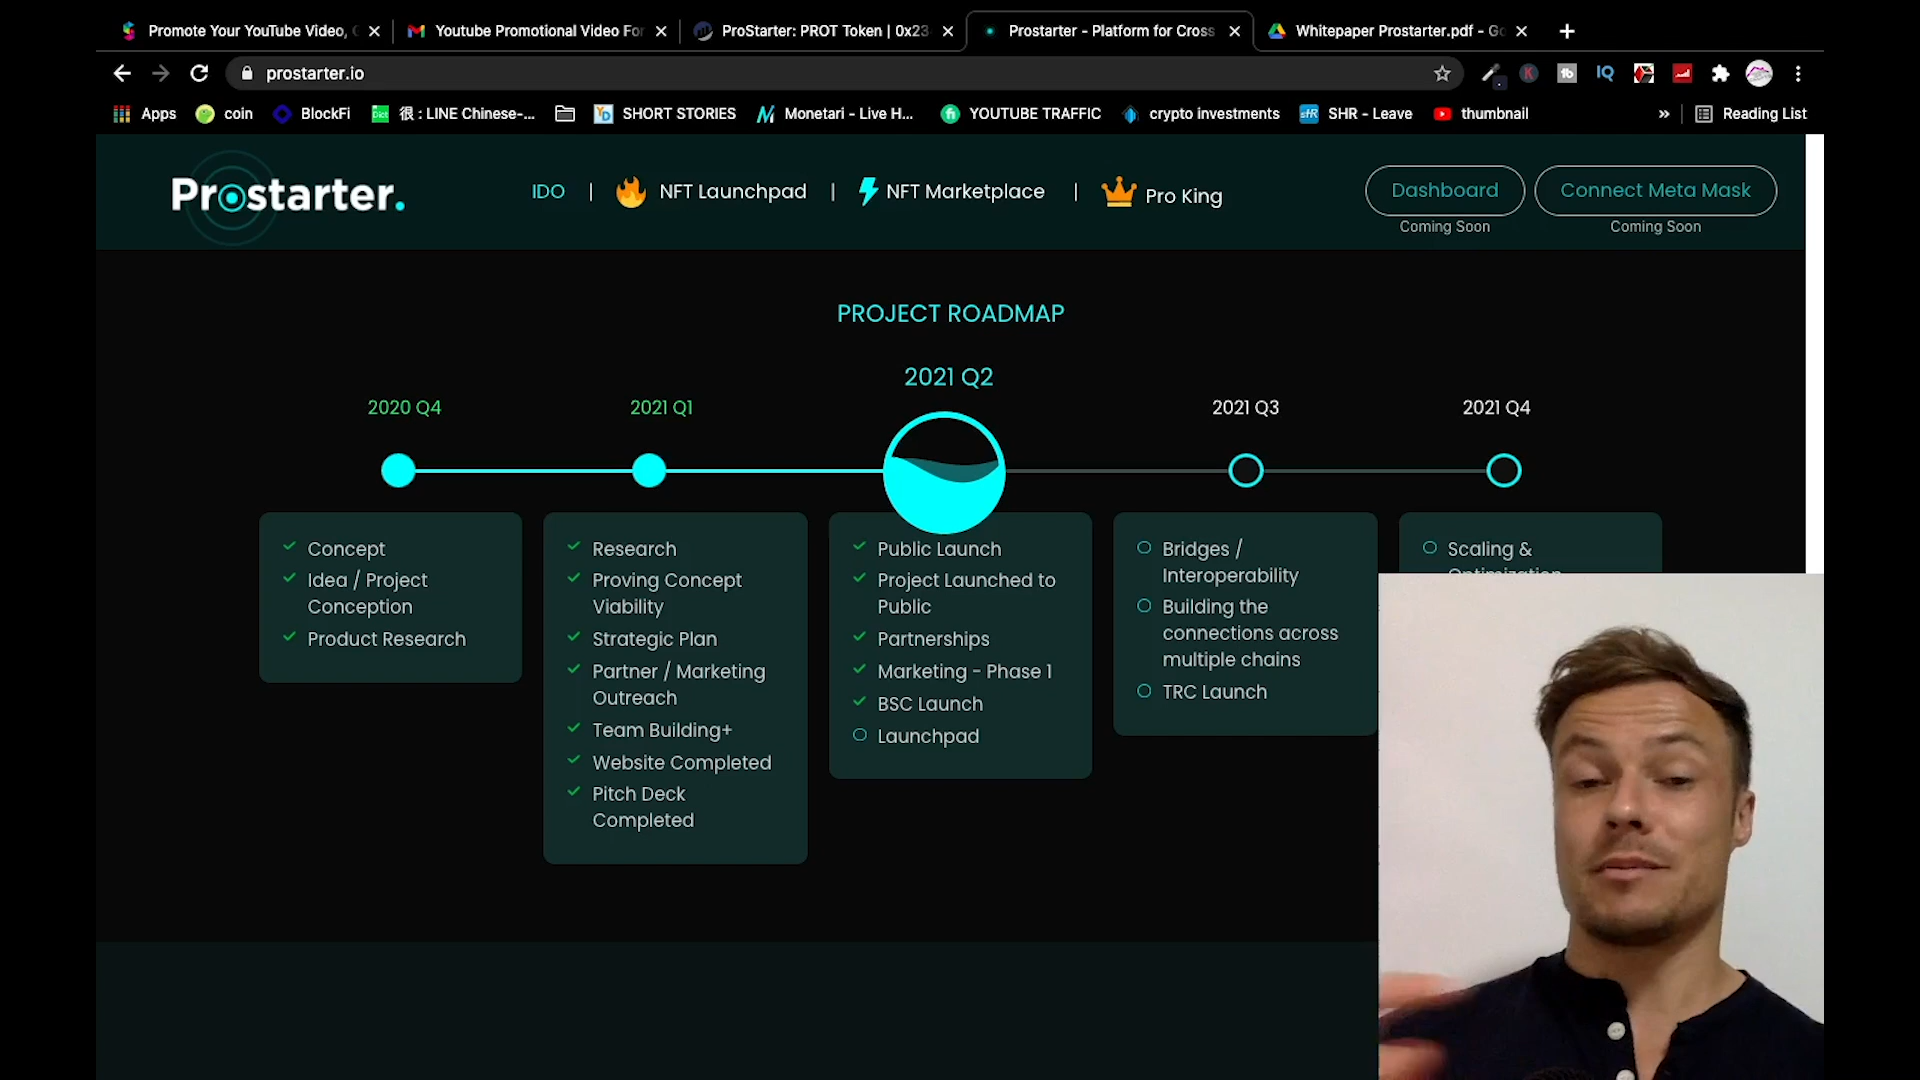 Promote Your YouTube Video,
Youtube Promotional Video For
ProStarter: PROT Token | 0x23
Prostarter - Platform for Cross
Whitepaper Prostarter.pdf - Go
prostarter.io
Apps
coin
BlockFi
很 : LINE Chinese-...
SHORT STORIES
Monetari - Live H...
YOUTUBE TRAFFIC
crypto investments
SHR - Leave
thumbnail
»
Reading List
Prostarter.
IDO | NFT Launchpad | NFT Marketplace | Pro King
Dashboard
Coming Soon
Connect Meta Mask
Coming Soon
PROJECT ROADMAP
2020 Q4
2021 Q1
2021 Q2
2021 Q3
2021 Q4
Concept
Idea / Project
Conception
Product Research
Research
Proving Concept
Viability
Strategic Plan
Partner / Marketing
Outreach
Team Building+
Website Completed
Pitch Deck
Completed
Public Launch
Project Launched to
Public
Partnerships
Marketing - Phase 1
BSC Launch
Launchpad
Bridges /
Interoperability
Building the
connections across
multiple chains
TRC Launch
Scaling &
Optimization